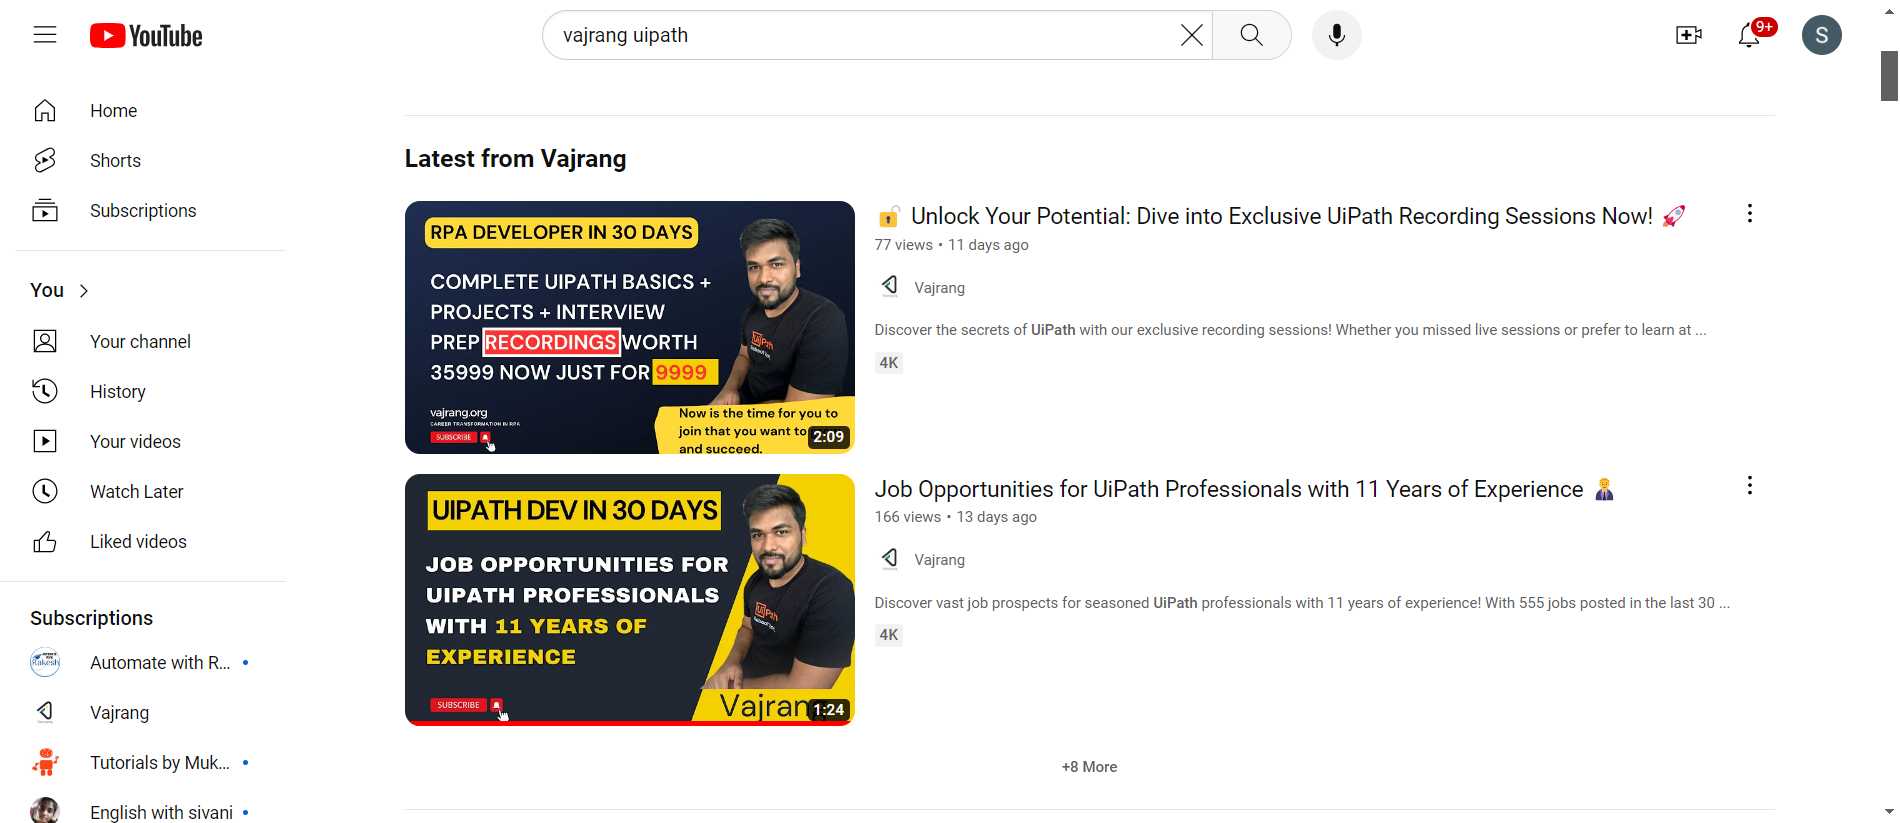 YouTube
vajrang uipath
9+
S
Home
Shorts
Subscriptions
You
Your channel
History
Your videos
Watch Later
Liked videos
Subscriptions
Rakesh
Automate with R...
Vajrang
Tutorials by Muk...
English with sivani
Latest from Vajrang
RPA DEVELOPER IN 30 DAYS
COMPLETE UIPATH BASICS +
PROJECTS + INTERVIEW
PREP RECORDINGS WORTH
35999 NOW JUST FOR 9999
vajrang.org
CAREER TRANSFORMATION IN RPA
SUBSCRIBE
Now is the time for you to
join that you want to
and succeed.
2:09
UiPath
Unlock Your Potential: Dive into Exclusive UiPath Recording Sessions Now!
77 views • 11 days ago
Vajrang
Discover the secrets of UiPath with our exclusive recording sessions! Whether you missed live sessions or prefer to learn at ...
4K
UIPATH DEV IN 30 DAYS
JOB OPPORTUNITIES FOR
UIPATH PROFESSIONALS
WITH 11 YEARS OF
EXPERIENCE
SUBSCRIBE
UiPath
Vajran
1:24
Job Opportunities for UiPath Professionals with 11 Years of Experience
166 views • 13 days ago
Vajrang
Discover vast job prospects for seasoned UiPath professionals with 11 years of experience! With 555 jobs posted in the last 30 ...
4K
+8 More